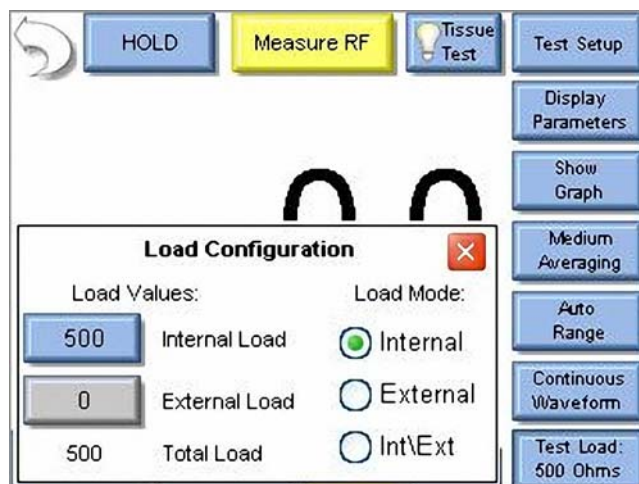 HOLD
Measure RF
Tissue
Test
Test Setup
Display
Parameters
Show
Graph
Medium
Averaging
Auto
Range
Continuous
Waveform
Test Load:
500 Ohms
Load Configuration
Load Values:
Load Mode:
500
Internal Load
Internal
0
External Load
External
500
Total Load
Int\Ext